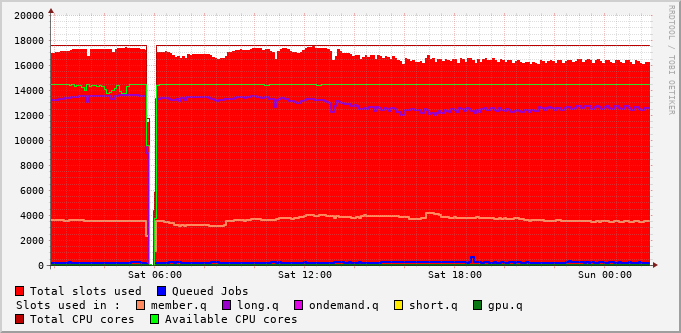 20000
18000
16000
14000
12000
10000
8000
6000
4000
2000
0
Sat 06:00 Sat 12:00 Sat 18:00 Sun 00:00
RRDTOOL / TOBI OETIKER
Total slots used Queued Jobs
Slots used in : member.q long.q ondemand.q short.q gpu.q
Total CPU cores Available CPU cores